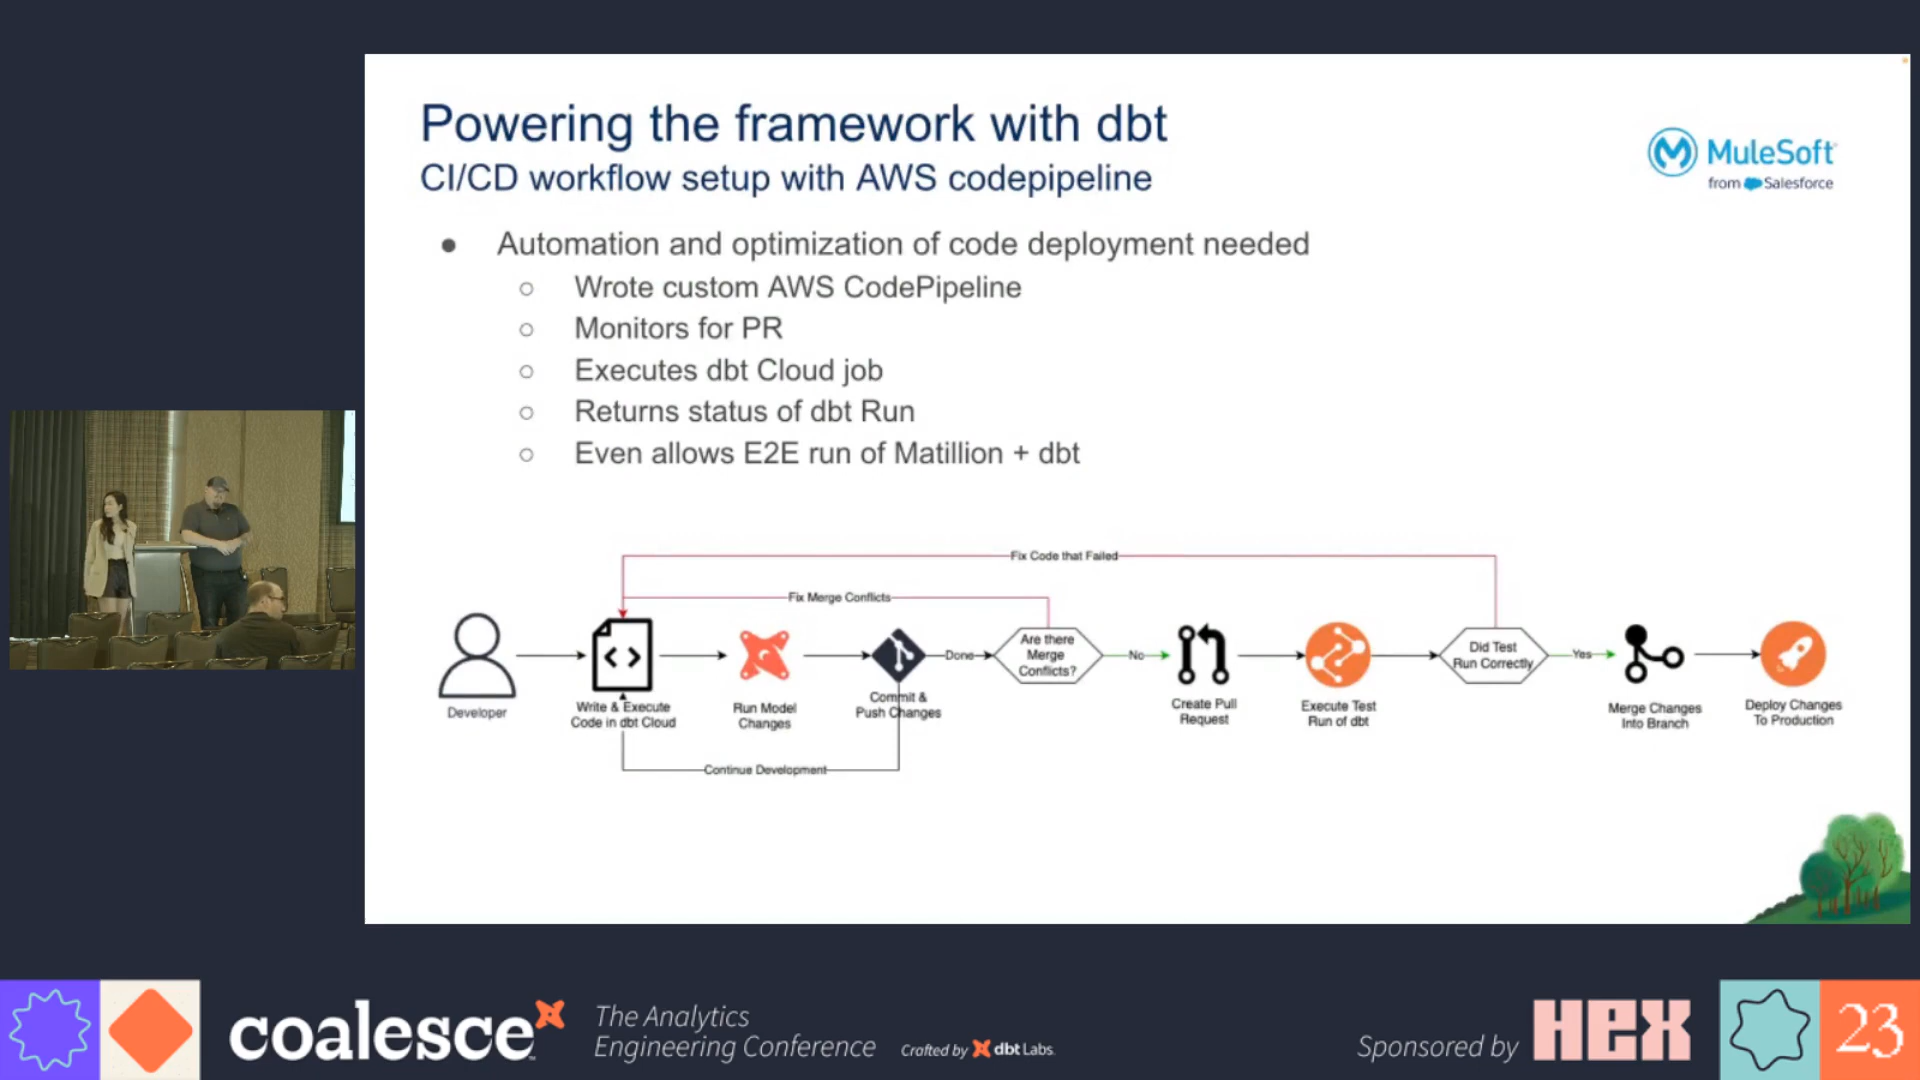 Powering the framework with dbt
CI/CD workflow setup with AWS codepipeline
MuleSoft
from Salesforce
● Automation and optimization of code deployment needed
○ Wrote custom AWS CodePipeline
○ Monitors for PR
○ Executes dbt Cloud job
○ Returns status of dbt Run
○ Even allows E2E run of Matillion + dbt
Fix Code that Failed
Fix Merge Conflicts
Developer
Write & Execute
Code in dbt Cloud
Run Model
Changes
Commit &
Push Changes
Continue Development
Done
Are there
Merge
Conflicts?
No
Create Pull
Request
Execute Test
Run of dbt
Did Test
Run Correctly
Yes
Merge Changes
Into Branch
Deploy Changes
To Production
coalesce
The Analytics
Engineering Conference
Crafted by dbt Labs.
Sponsored by HEX
23